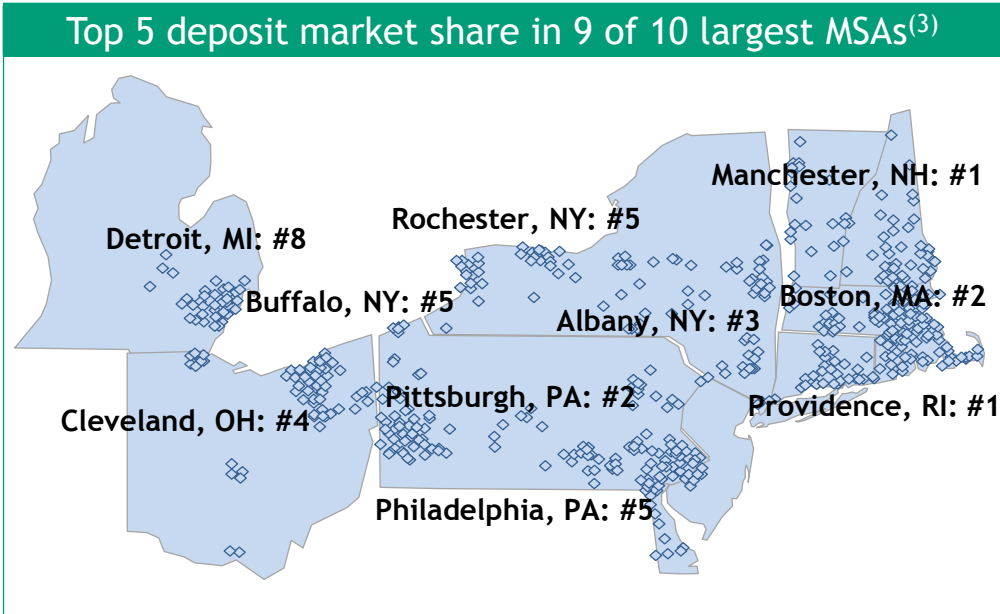 Top 5 deposit market share in 9 of 10 largest MSAs(3)
Manchester, NH: #1
Rochester, NY: #5
Detroit, MI: #8
Buffalo, NY: #5
Boston, MA: #2
Albany, NY: #3
Pittsburgh, PA: #2
Providence, RI: #1
Cleveland, OH: #4
Philadelphia, PA: #5